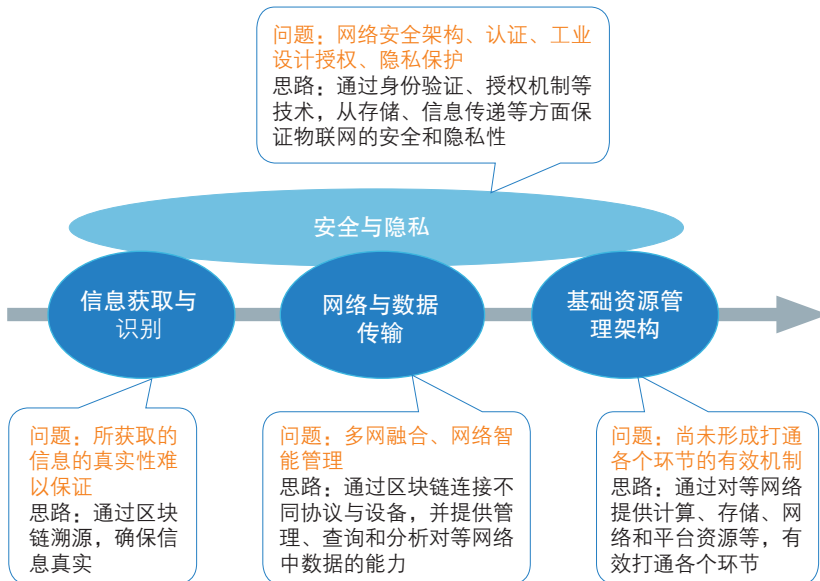 问题：网络安全架构、认证、工业
设计授权、隐私保护
思路：通过身份验证、授权机制等
技术，从存储、信息传递等方面保
证物联网的安全和隐私性
安全与隐私
信息获取与
识别
网络与数据
传输
基础资源管
理架构
问题：所获取的
信息的真实性难
以保证
思路：通过区块
链溯源，确保信
息真实
问题：多网融合、网络智
能管理
思路：通过区块链连接不
同协议与设备，并提供管
理、查询和分析对等网络
中数据的能力
问题：尚未形成打通
各个环节的有效机制
思路：通过对等网络
提供计算、存储、网
络和平台资源等，有
效打通各个环节